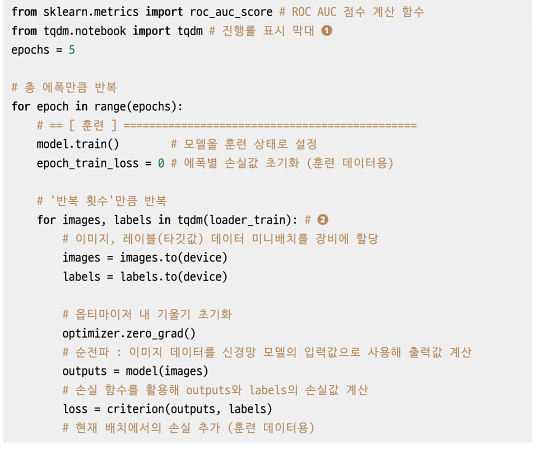 from sklearn.metrics import roc_auc_score # ROC AUC 점수 계산 함수
from tqdm.notebook import tqdm # 진행률 표시 막대 ❶
epochs = 5

# 총 에폭만큼 반복
for epoch in range(epochs):
    # == [ 훈련 ] ==============================================
    model.train()        # 모델을 훈련 상태로 설정
    epoch_train_loss = 0 # 에폭별 손실값 초기화 (훈련 데이터용)

    # '반복 횟수'만큼 반복
    for images, labels in tqdm(loader_train): # ❷
        # 이미지, 레이블(타깃값) 데이터 미니배치를 장비에 할당
        images = images.to(device)
        labels = labels.to(device)

        # 옵티마이저 내 기울기 초기화
        optimizer.zero_grad()
        # 순전파 : 이미지 데이터를 신경망 모델의 입력값으로 사용해 출력값 계산
        outputs = model(images)
        # 손실 함수를 활용해 outputs와 labels의 손실값 계산
        loss = criterion(outputs, labels)
        # 현재 배치에서의 손실 추가 (훈련 데이터용)